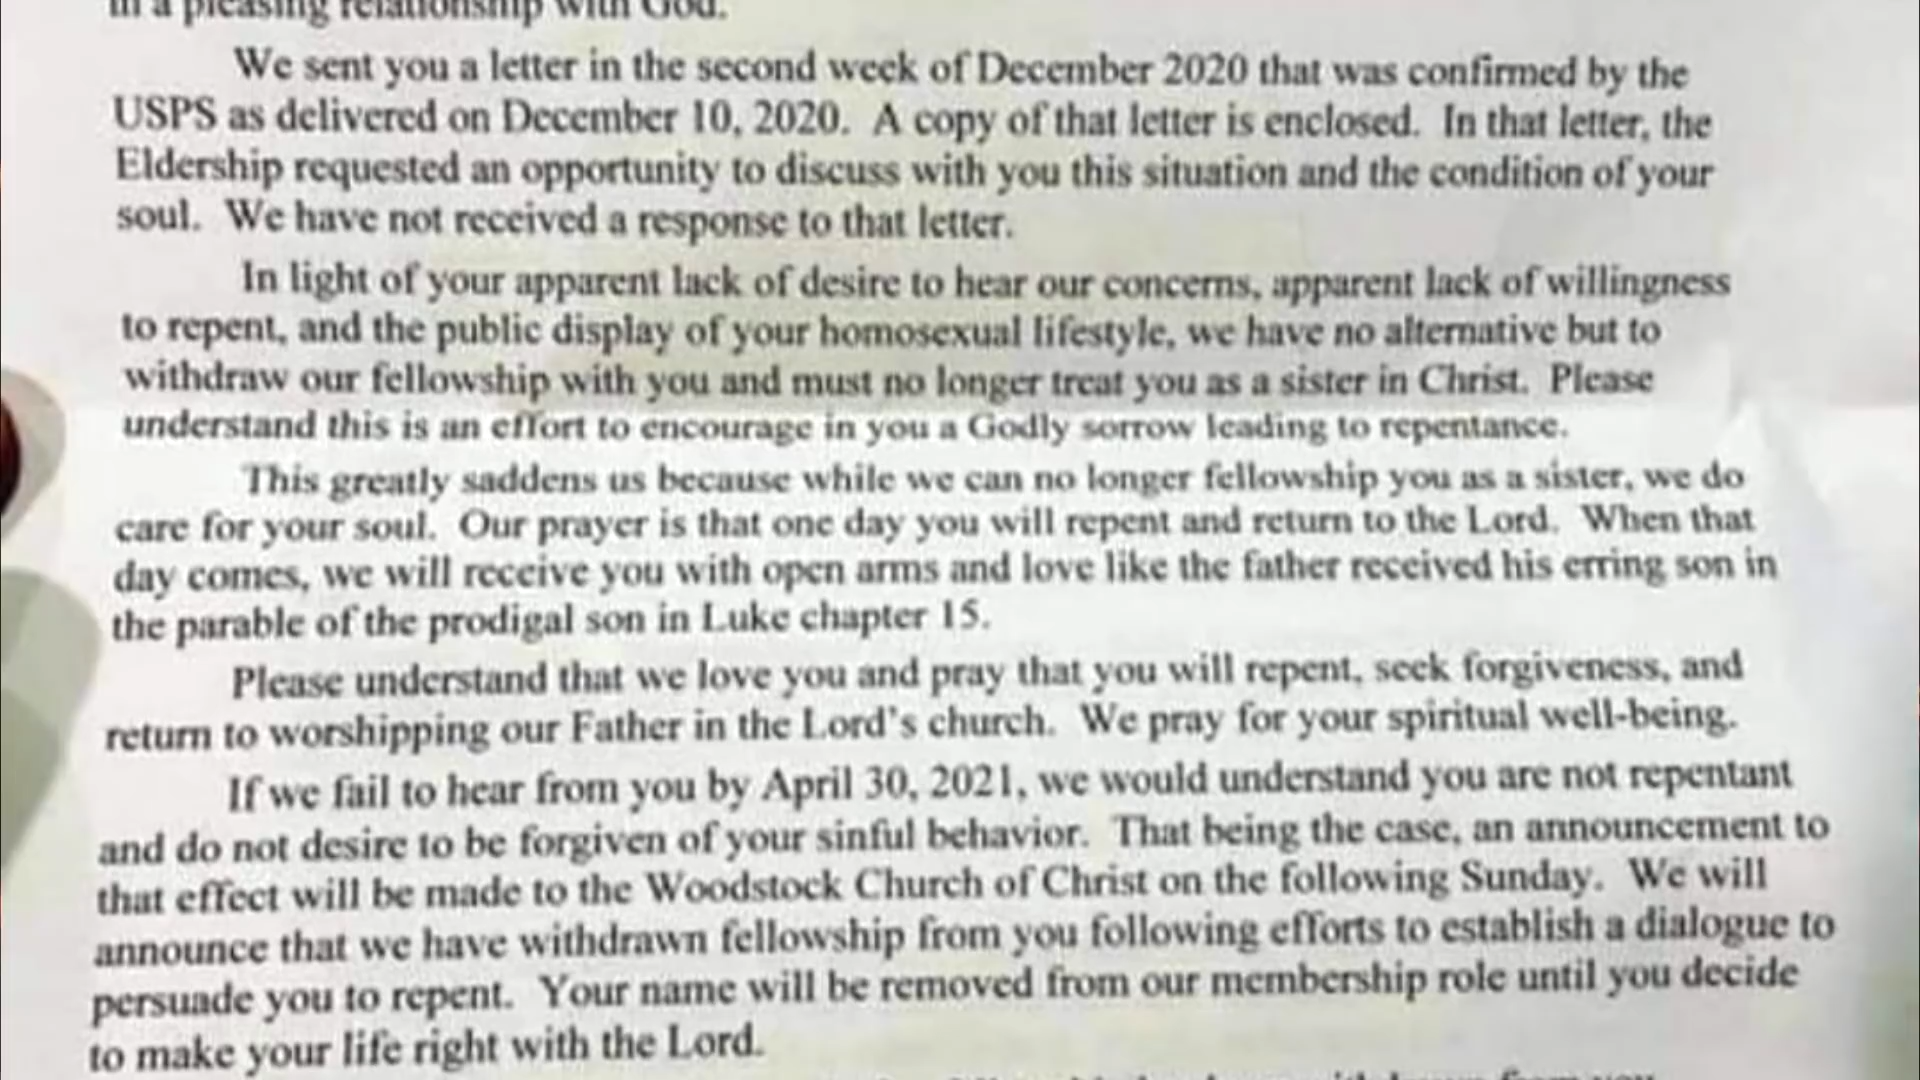 in a pleasing relationship with God.
We sent you a letter in the second week of December 2020 that was confirmed by the
USPS as delivered on December 10, 2020. A copy of that letter is enclosed. In that letter, the
Eldership requested an opportunity to discuss with you this situation and the condition of your
soul. We have not received a response to that letter.
In light of your apparent lack of desire to hear our concerns, apparent lack of willingness
to repent, and the public display of your homosexual lifestyle, we have no alternative but to
withdraw our fellowship with you and must no longer treat you as a sister in Christ. Please
understand this is an effort to encourage in you a Godly sorrow leading to repentance.
This greatly saddens us because while we can no longer fellowship you as a sister, we do
care for your soul. Our prayer is that one day you will repent and return to the Lord. When that
day comes, we will receive you with open arms and love like the father received his erring son in
the parable of the prodigal son in Luke chapter 15.
Please understand that we love you and pray that you will repent, seek forgiveness, and
return to worshipping our Father in the Lord's church. We pray for your spiritual well-being.
If we fail to hear from you by April 30, 2021, we would understand you are not repentant
and do not desire to be forgiven of your sinful behavior. That being the case, an announcement to
that effect will be made to the Woodstock Church of Christ on the following Sunday. We will
announce that we have withdrawn fellowship from you following efforts to establish a dialogue to
persuade you to repent. Your name will be removed from our membership role until you decide
to make your life right with the Lord.
from you